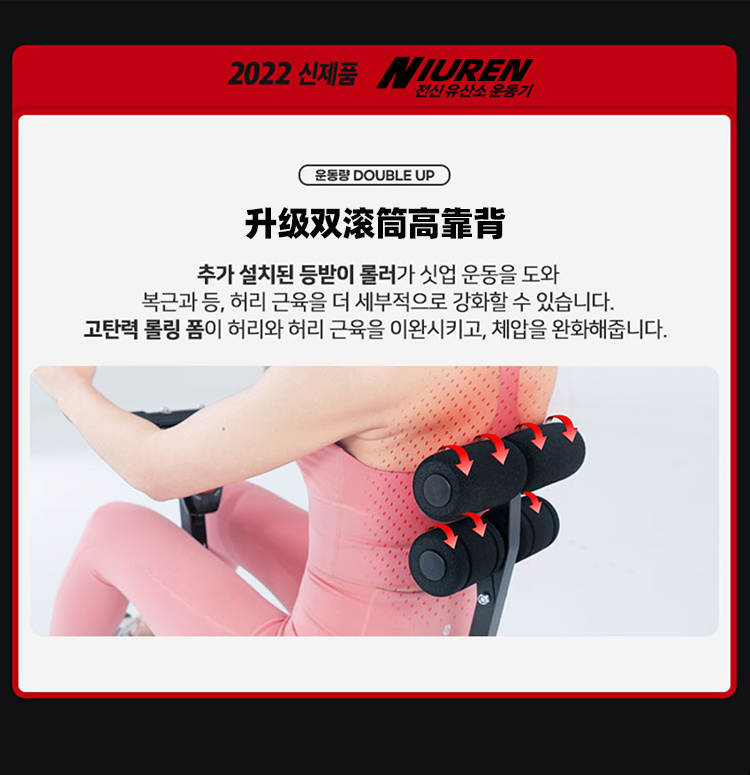 2022 신제품 NIUREN
전신 유산소 운동기
운동량 DOUBLE UP
升级双滚筒高靠背
추가 설치된 등받이 롤러가 싯업 운동을 도와
복근과 등, 허리 근육을 더 세부적으로 강화할 수 있습니다.
고탄력 롤링 폼이 허리와 허리 근육을 이완시키고, 체압을 완화해줍니다.